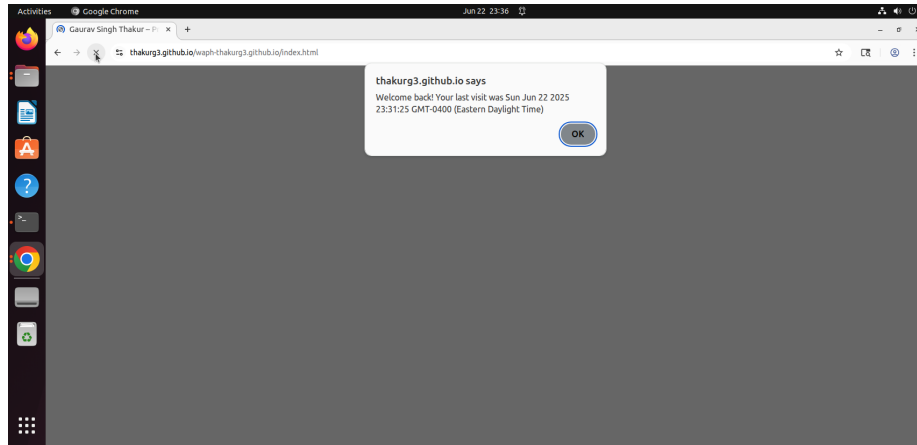 Activities
Google Chrome
Jun 22 23:36
Gaurav Singh Thakur – P
thakurg3.github.io/waph-thakurg3.github.io/index.html
thakurg3.github.io says
Welcome back! Your last visit was Sun Jun 22 2025
23:31:25 GMT-0400 (Eastern Daylight Time)
OK